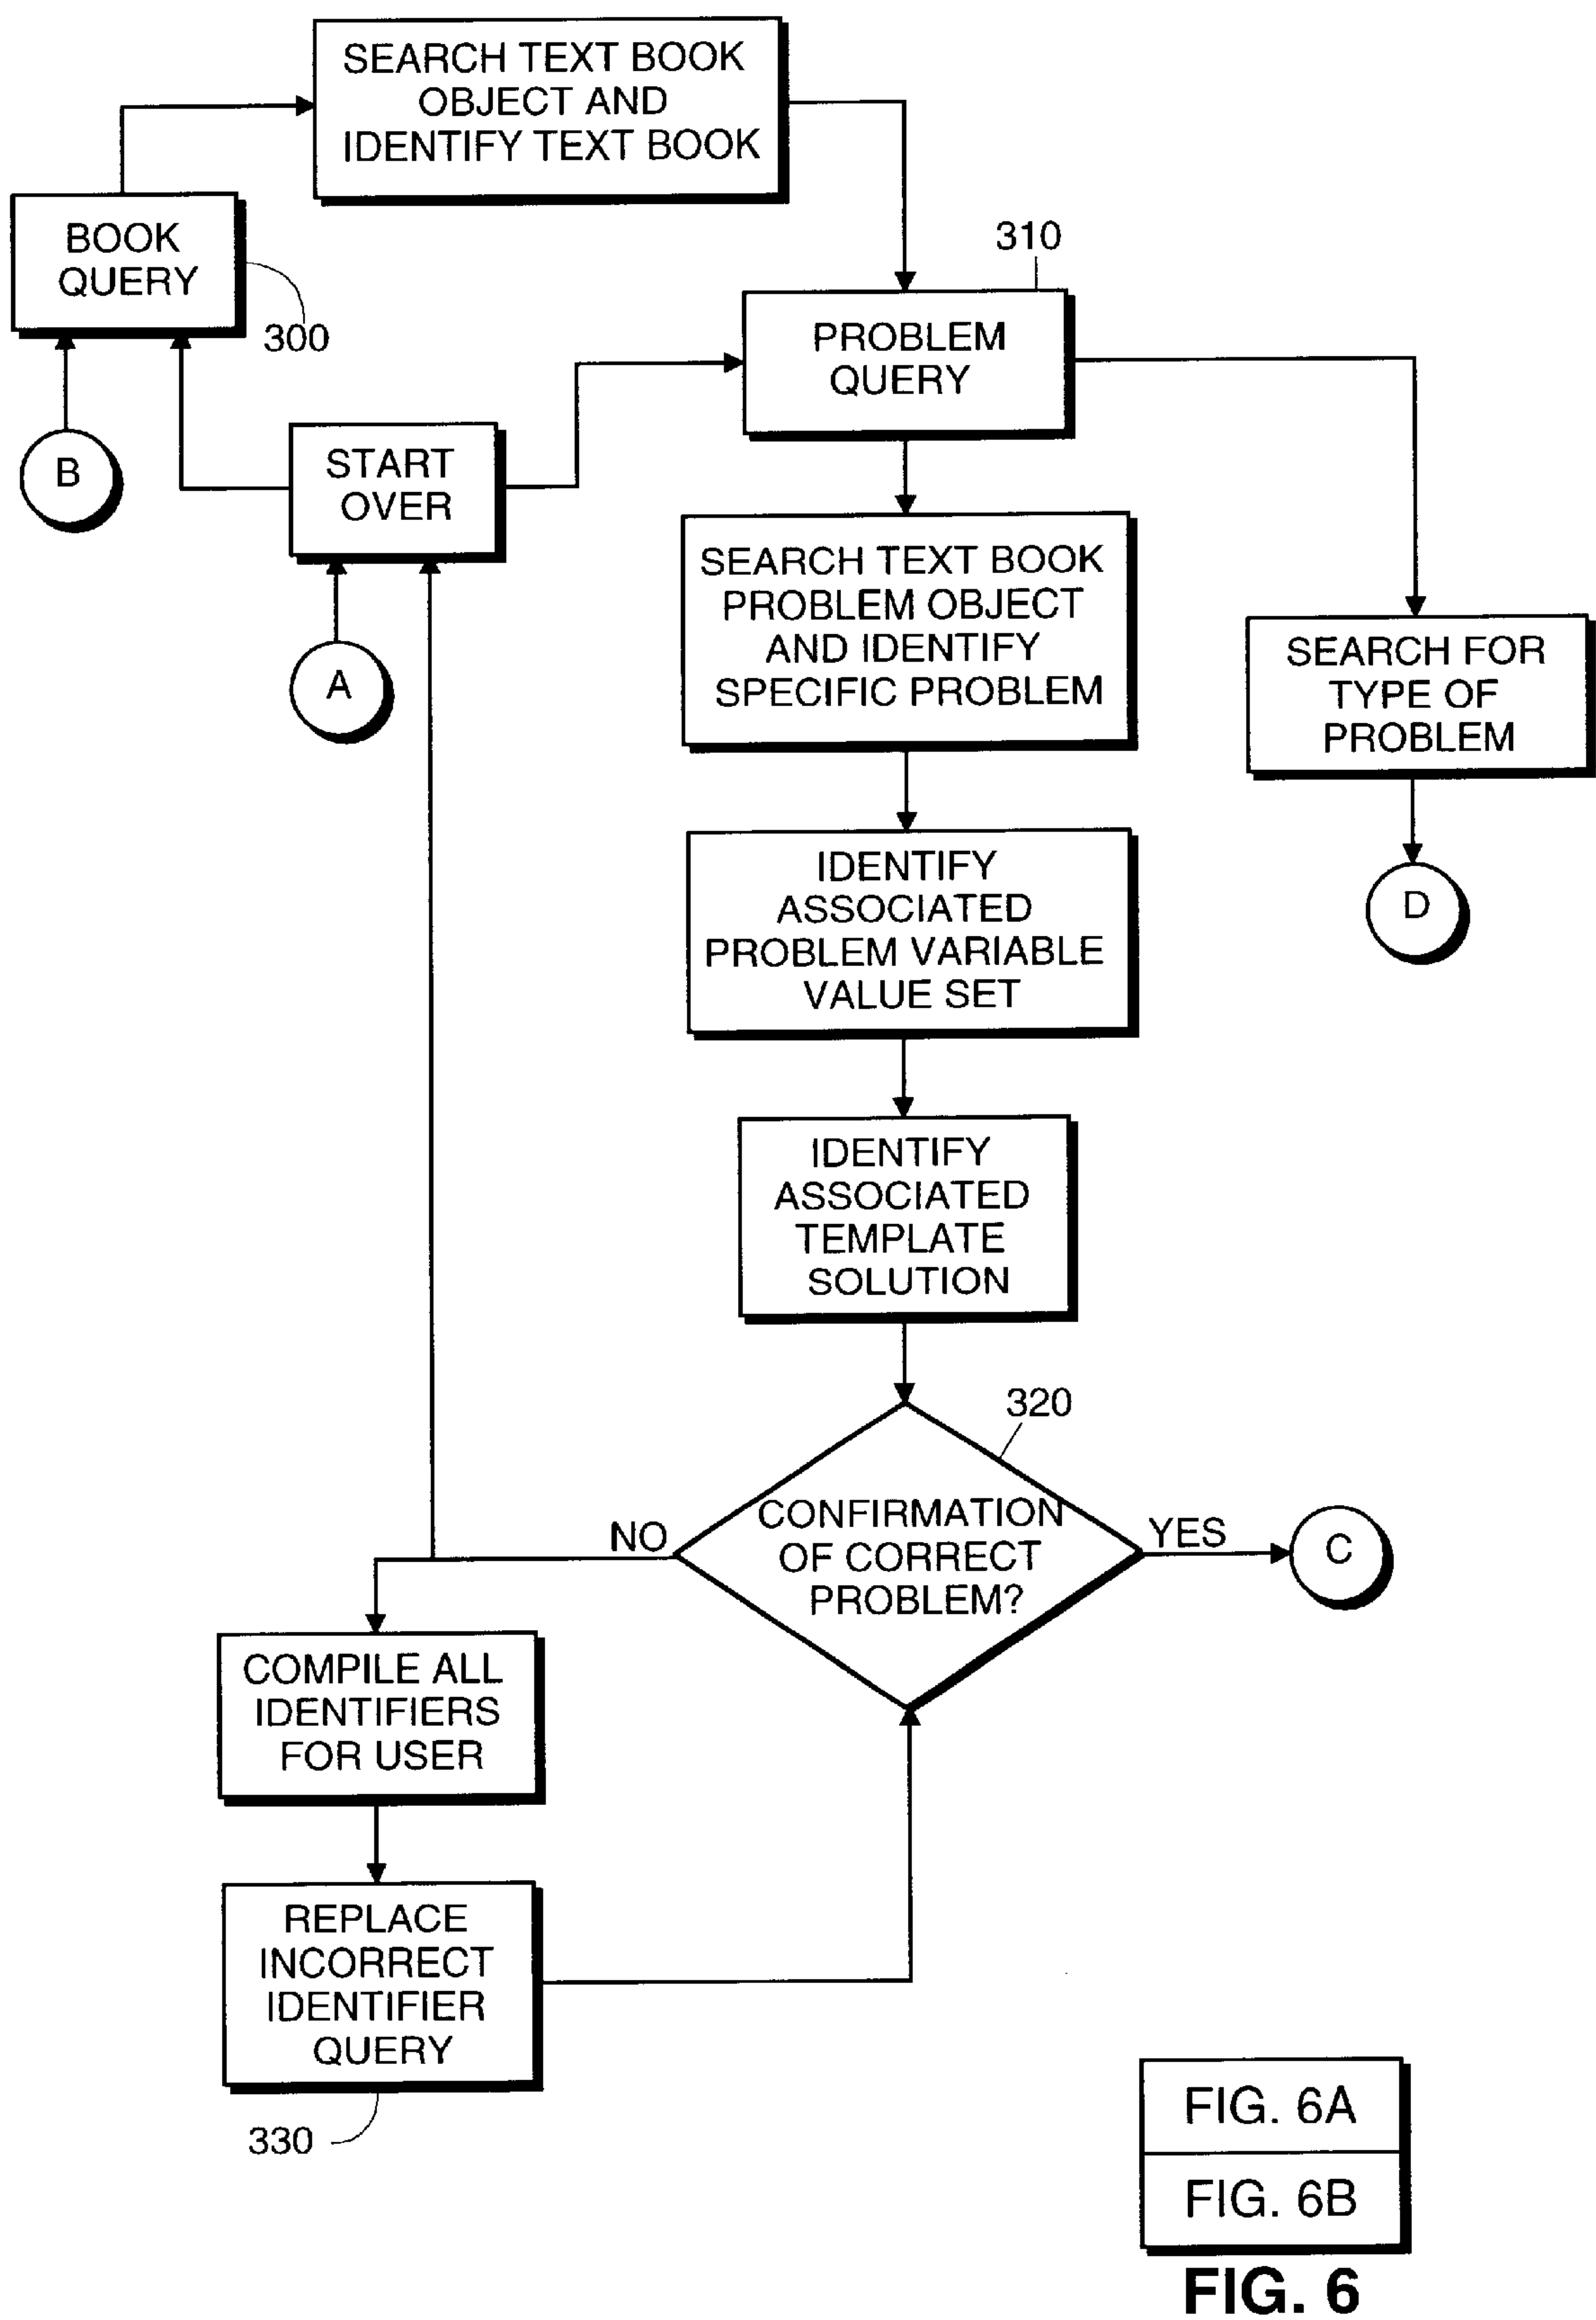 SEARCH TEXT BOOK
OBJECT AND
IDENTIFY TEXT BOOK
BOOK
QUERY
300
310
PROBLEM
QUERY
B
START
OVER
A
SEARCH TEXT BOOK
PROBLEM OBJECT
AND IDENTIFY
SPECIFIC PROBLEM
SEARCH FOR
TYPE OF
PROBLEM
D
IDENTIFY
ASSOCIATED
PROBLEM VARIABLE
VALUE SET
IDENTIFY
ASSOCIATED
TEMPLATE
SOLUTION
320
CONFIRMATION
OF CORRECT
PROBLEM?
NO
YES
C
COMPILE ALL
IDENTIFIERS
FOR USER
REPLACE
INCORRECT
IDENTIFIER
QUERY
330
FIG. 6A
FIG. 6B
FIG. 6